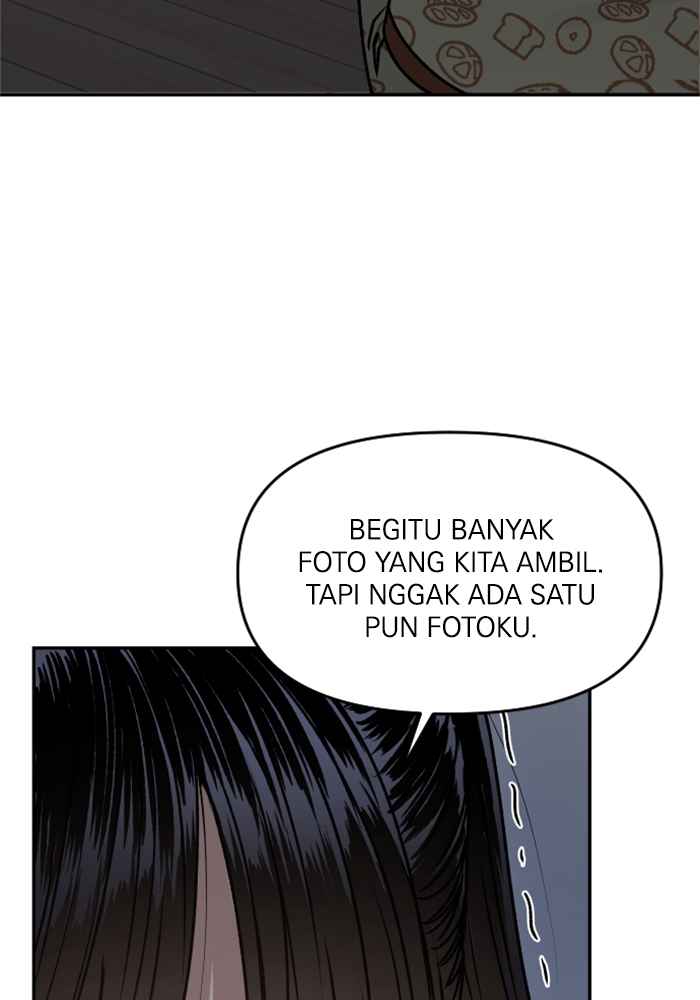 BEGITU BANYAK
FOTO YANG KITA AMBIL.
TAPI NGGAK ADA SATU
PUN FOTOKU.